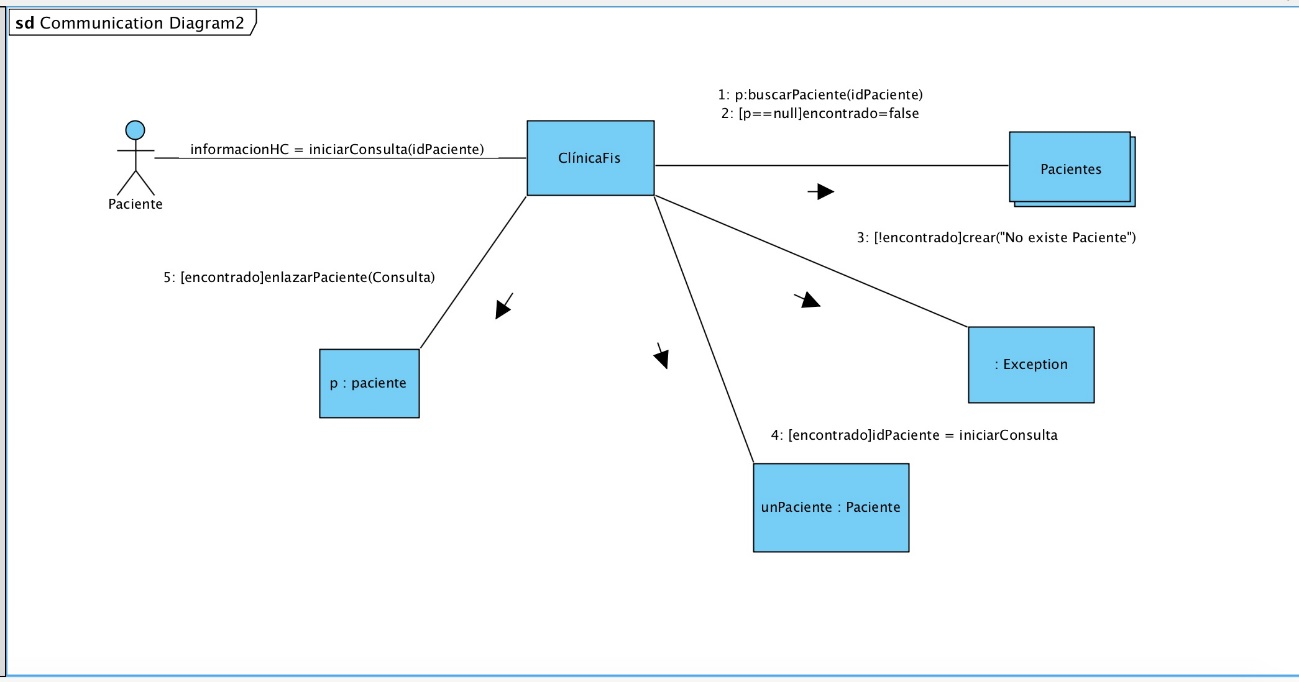 sd Communication Diagram2
1: p:buscarPaciente(idPaciente)
2: [p==null]encontrado=false
informacionHC = iniciarConsulta(idPaciente)
ClínicaFis
Pacientes
Paciente
3: [!encontrado]crear("No existe Paciente")
5: [encontrado]enlazarPaciente(Consulta)
: Exception
p : paciente
4: [encontrado]idPaciente = iniciarConsulta
unPaciente : Paciente